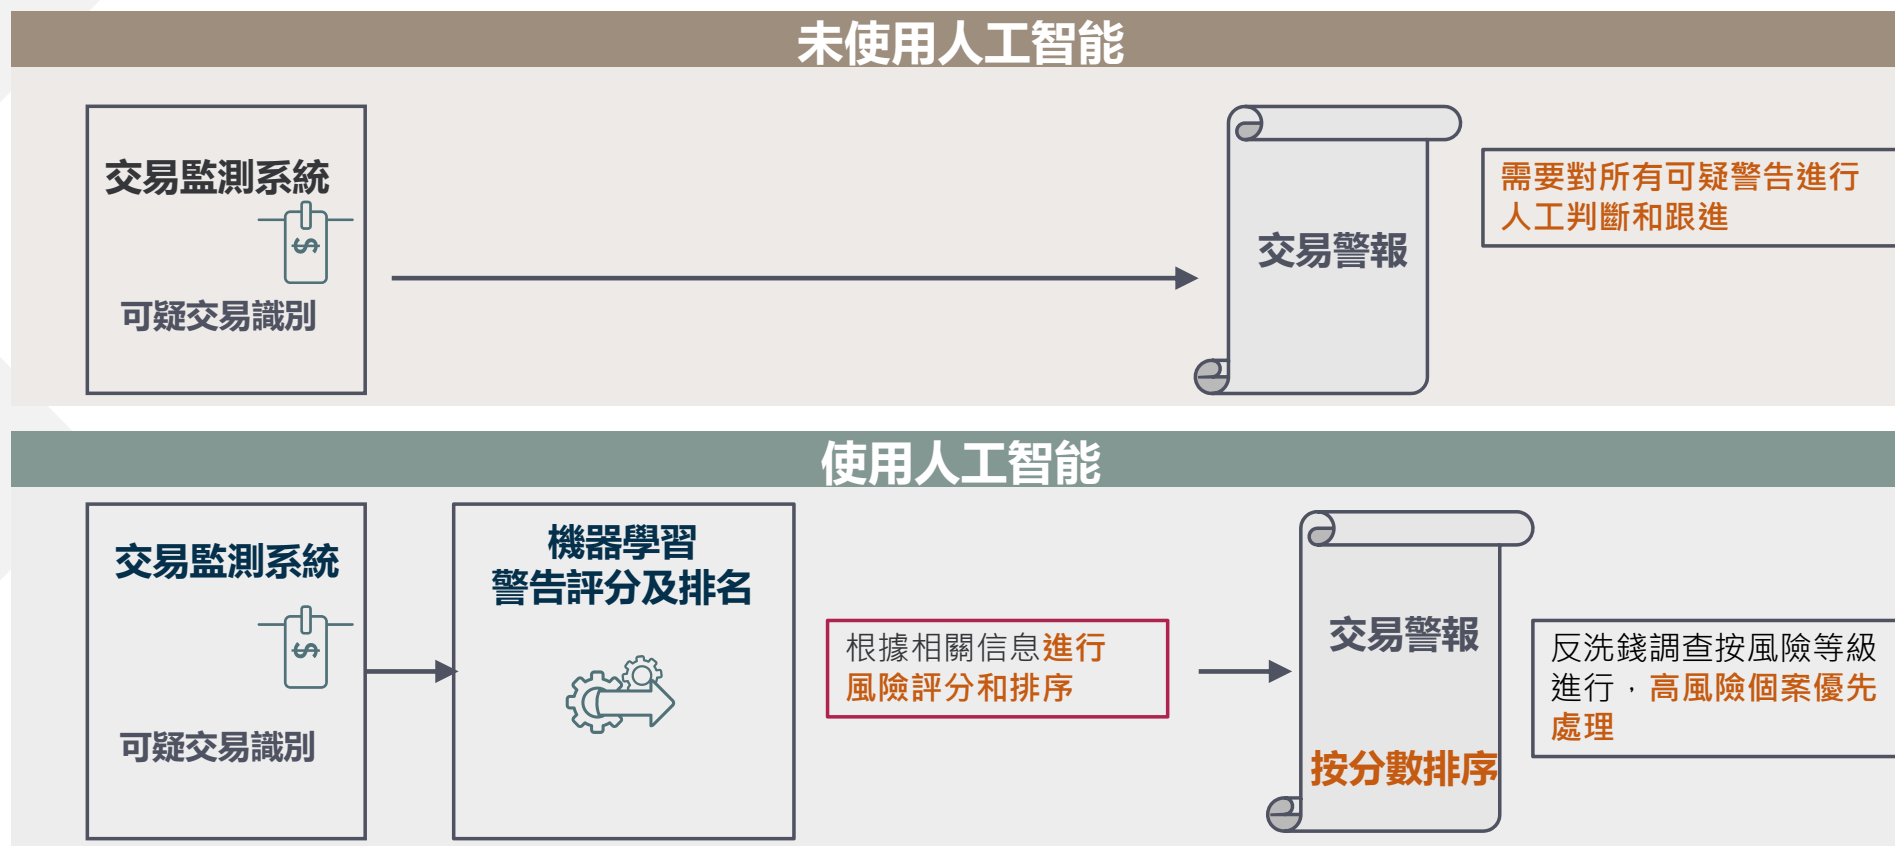 未使用人工智能
交易監測系統
$
可疑交易識別
交易警報
需要對所有可疑警告進行
人工判斷和跟進
使用人工智能
交易監測系統
$
可疑交易識別
機器學習
警告評分及排名
根據相關信息進行
風險評分和排序
交易警報
按分數排序
反洗錢調查按風險等級
進行，高風險個案優先
處理